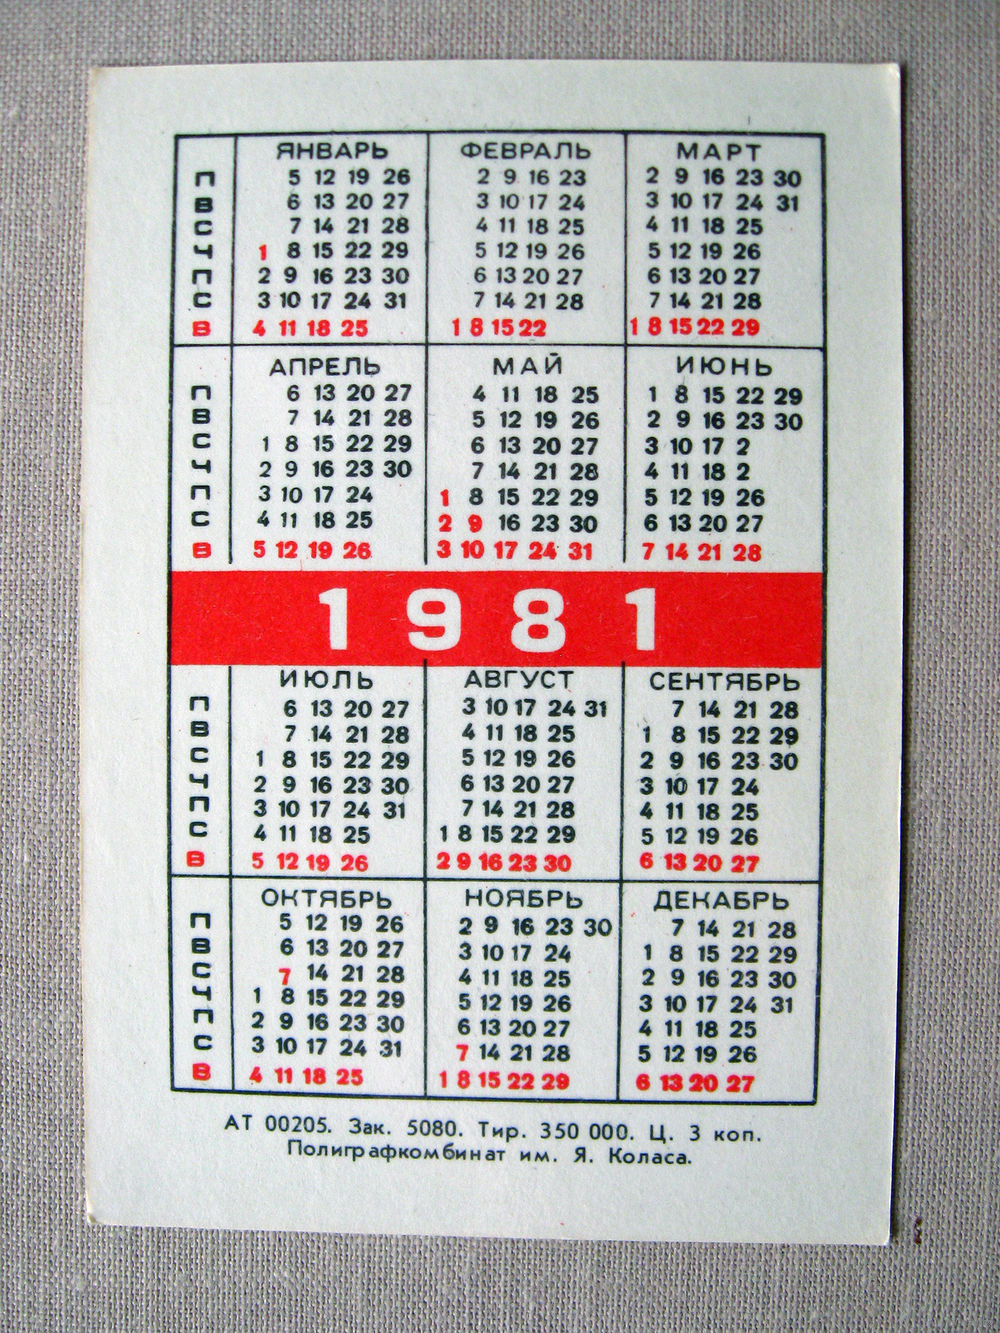 ЯНВАРЬ ФЕВРАЛЬ МАРТ
П 5 12 19 26 2 9 16 23 2 9 16 23 30
В 6 13 20 27 3 10 17 24 3 10 17 24 31
С 7 14 21 28 4 11 18 25 4 11 18 25
Ч 1 8 15 22 29 5 12 19 26 5 12 19 26
П 2 9 16 23 30 6 13 20 27 6 13 20 27
С 3 10 17 24 31 7 14 21 28 7 14 21 28
В 4 11 18 25 1 8 15 22 1 8 15 22 29
АПРЕЛЬ МАЙ ИЮНЬ
П 6 13 20 27 4 11 18 25 1 8 15 22 29
В 7 14 21 28 5 12 19 26 2 9 16 23 30
С 1 8 15 22 29 6 13 20 27 3 10 17 2
Ч 2 9 16 23 30 7 14 21 28 4 11 18 2
П 3 10 17 24 1 8 15 22 29 5 12 19 26
С 4 11 18 25 2 9 16 23 30 6 13 20 27
В 5 12 19 26 3 10 17 24 31 7 14 21 28
1981
ИЮЛЬ АВГУСТ СЕНТЯБРЬ
П 6 13 20 27 3 10 17 24 31 7 14 21 28
В 7 14 21 28 4 11 18 25 1 8 15 22 29
С 1 8 15 22 29 5 12 19 26 2 9 16 23 30
Ч 2 9 16 23 30 6 13 20 27 3 10 17 24
П 3 10 17 24 31 7 14 21 28 4 11 18 25
С 4 11 18 25 1 8 15 22 29 5 12 19 26
В 5 12 19 26 2 9 16 23 30 6 13 20 27
ОКТЯБРЬ НОЯБРЬ ДЕКАБРЬ
П 5 12 19 26 2 9 16 23 30 7 14 21 28
В 6 13 20 27 3 10 17 24 1 8 15 22 29
С 7 14 21 28 4 11 18 25 2 9 16 23 30
Ч 1 8 15 22 29 5 12 19 26 3 10 17 24 31
П 2 9 16 23 30 6 13 20 27 4 11 18 25
С 3 10 17 24 31 7 14 21 28 5 12 19 26
В 4 11 18 25 1 8 15 22 29 6 13 20 27
АТ 00205. Зак. 5080. Тир. 350 000. Ц. 3 коп.
Полиграфкомбинат им. Я. Коласа.